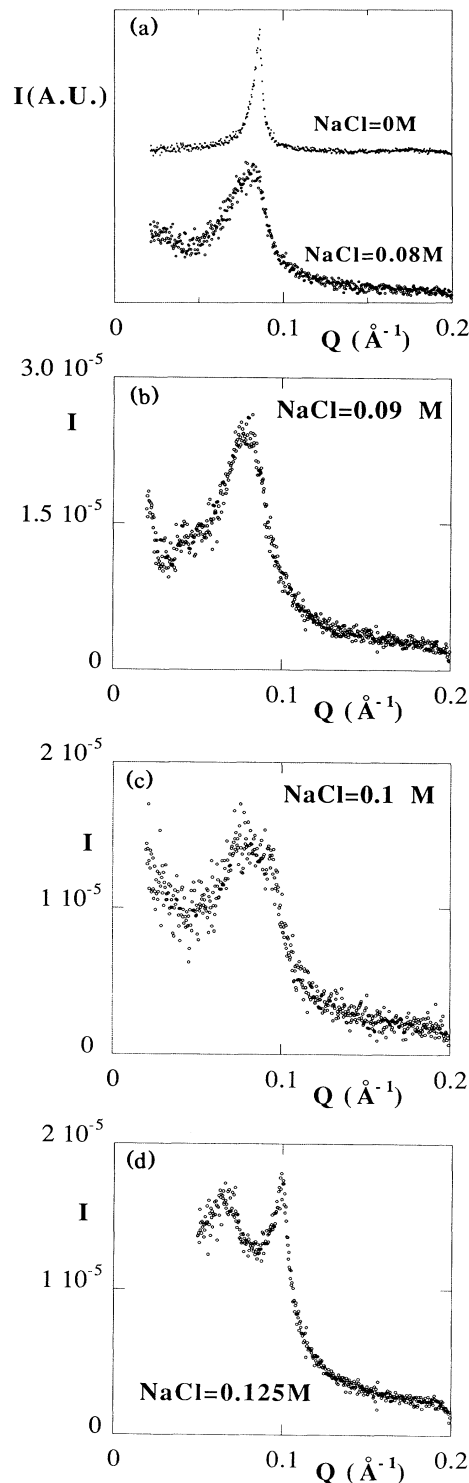 (a)
I(A.U.)
NaCl=0M
NaCl=0.08M
0 0.1 0.2
Q (Å-1)
3.0 10-5
(b)
NaCl=0.09 M
I
1.5 10-5
0
0 0.1 0.2
Q (Å-1)
2 10-5
(c)
NaCl=0.1 M
I
1 10-5
0
0 0.1 0.2
Q (Å-1)
2 10-5
(d)
I
1 10-5
NaCl=0.125M
0
0 0.1 0.2
Q (Å-1)